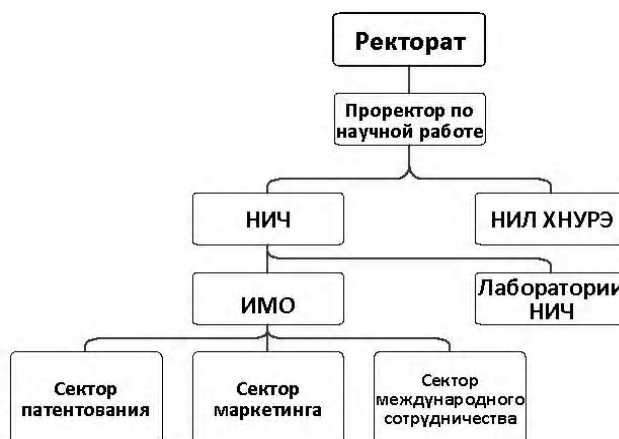 Ректорат
Проректор по
научной работе
НИЧ
НИЛ ХНУРЭ
ИМО
Лаборатории
НИЧ
Сектор
патентования
Сектор
маркетинга
Сектор
международного
сотрудничества